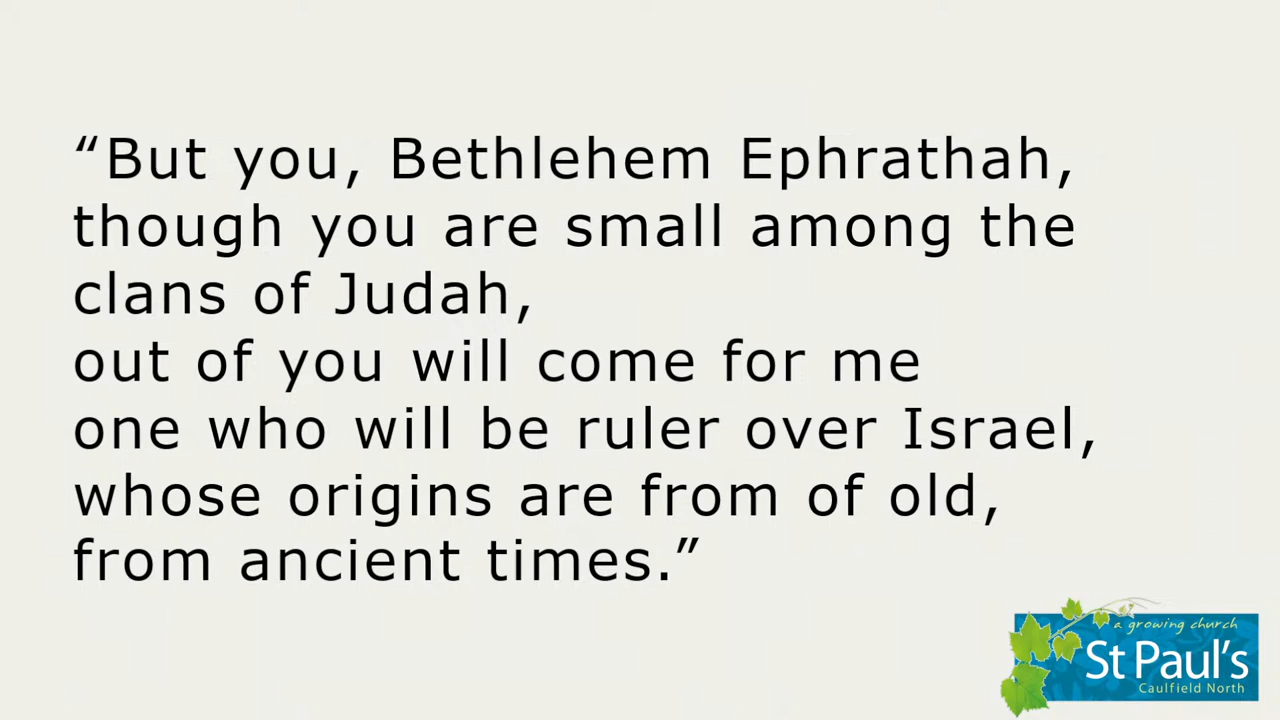 “But you, Bethlehem Ephrathah,
though you are small among the
clans of Judah,
out of you will come for me
one who will be ruler over Israel,
whose origins are from of old,
from ancient times.”
a growing church
St Paul's
Caulfield North